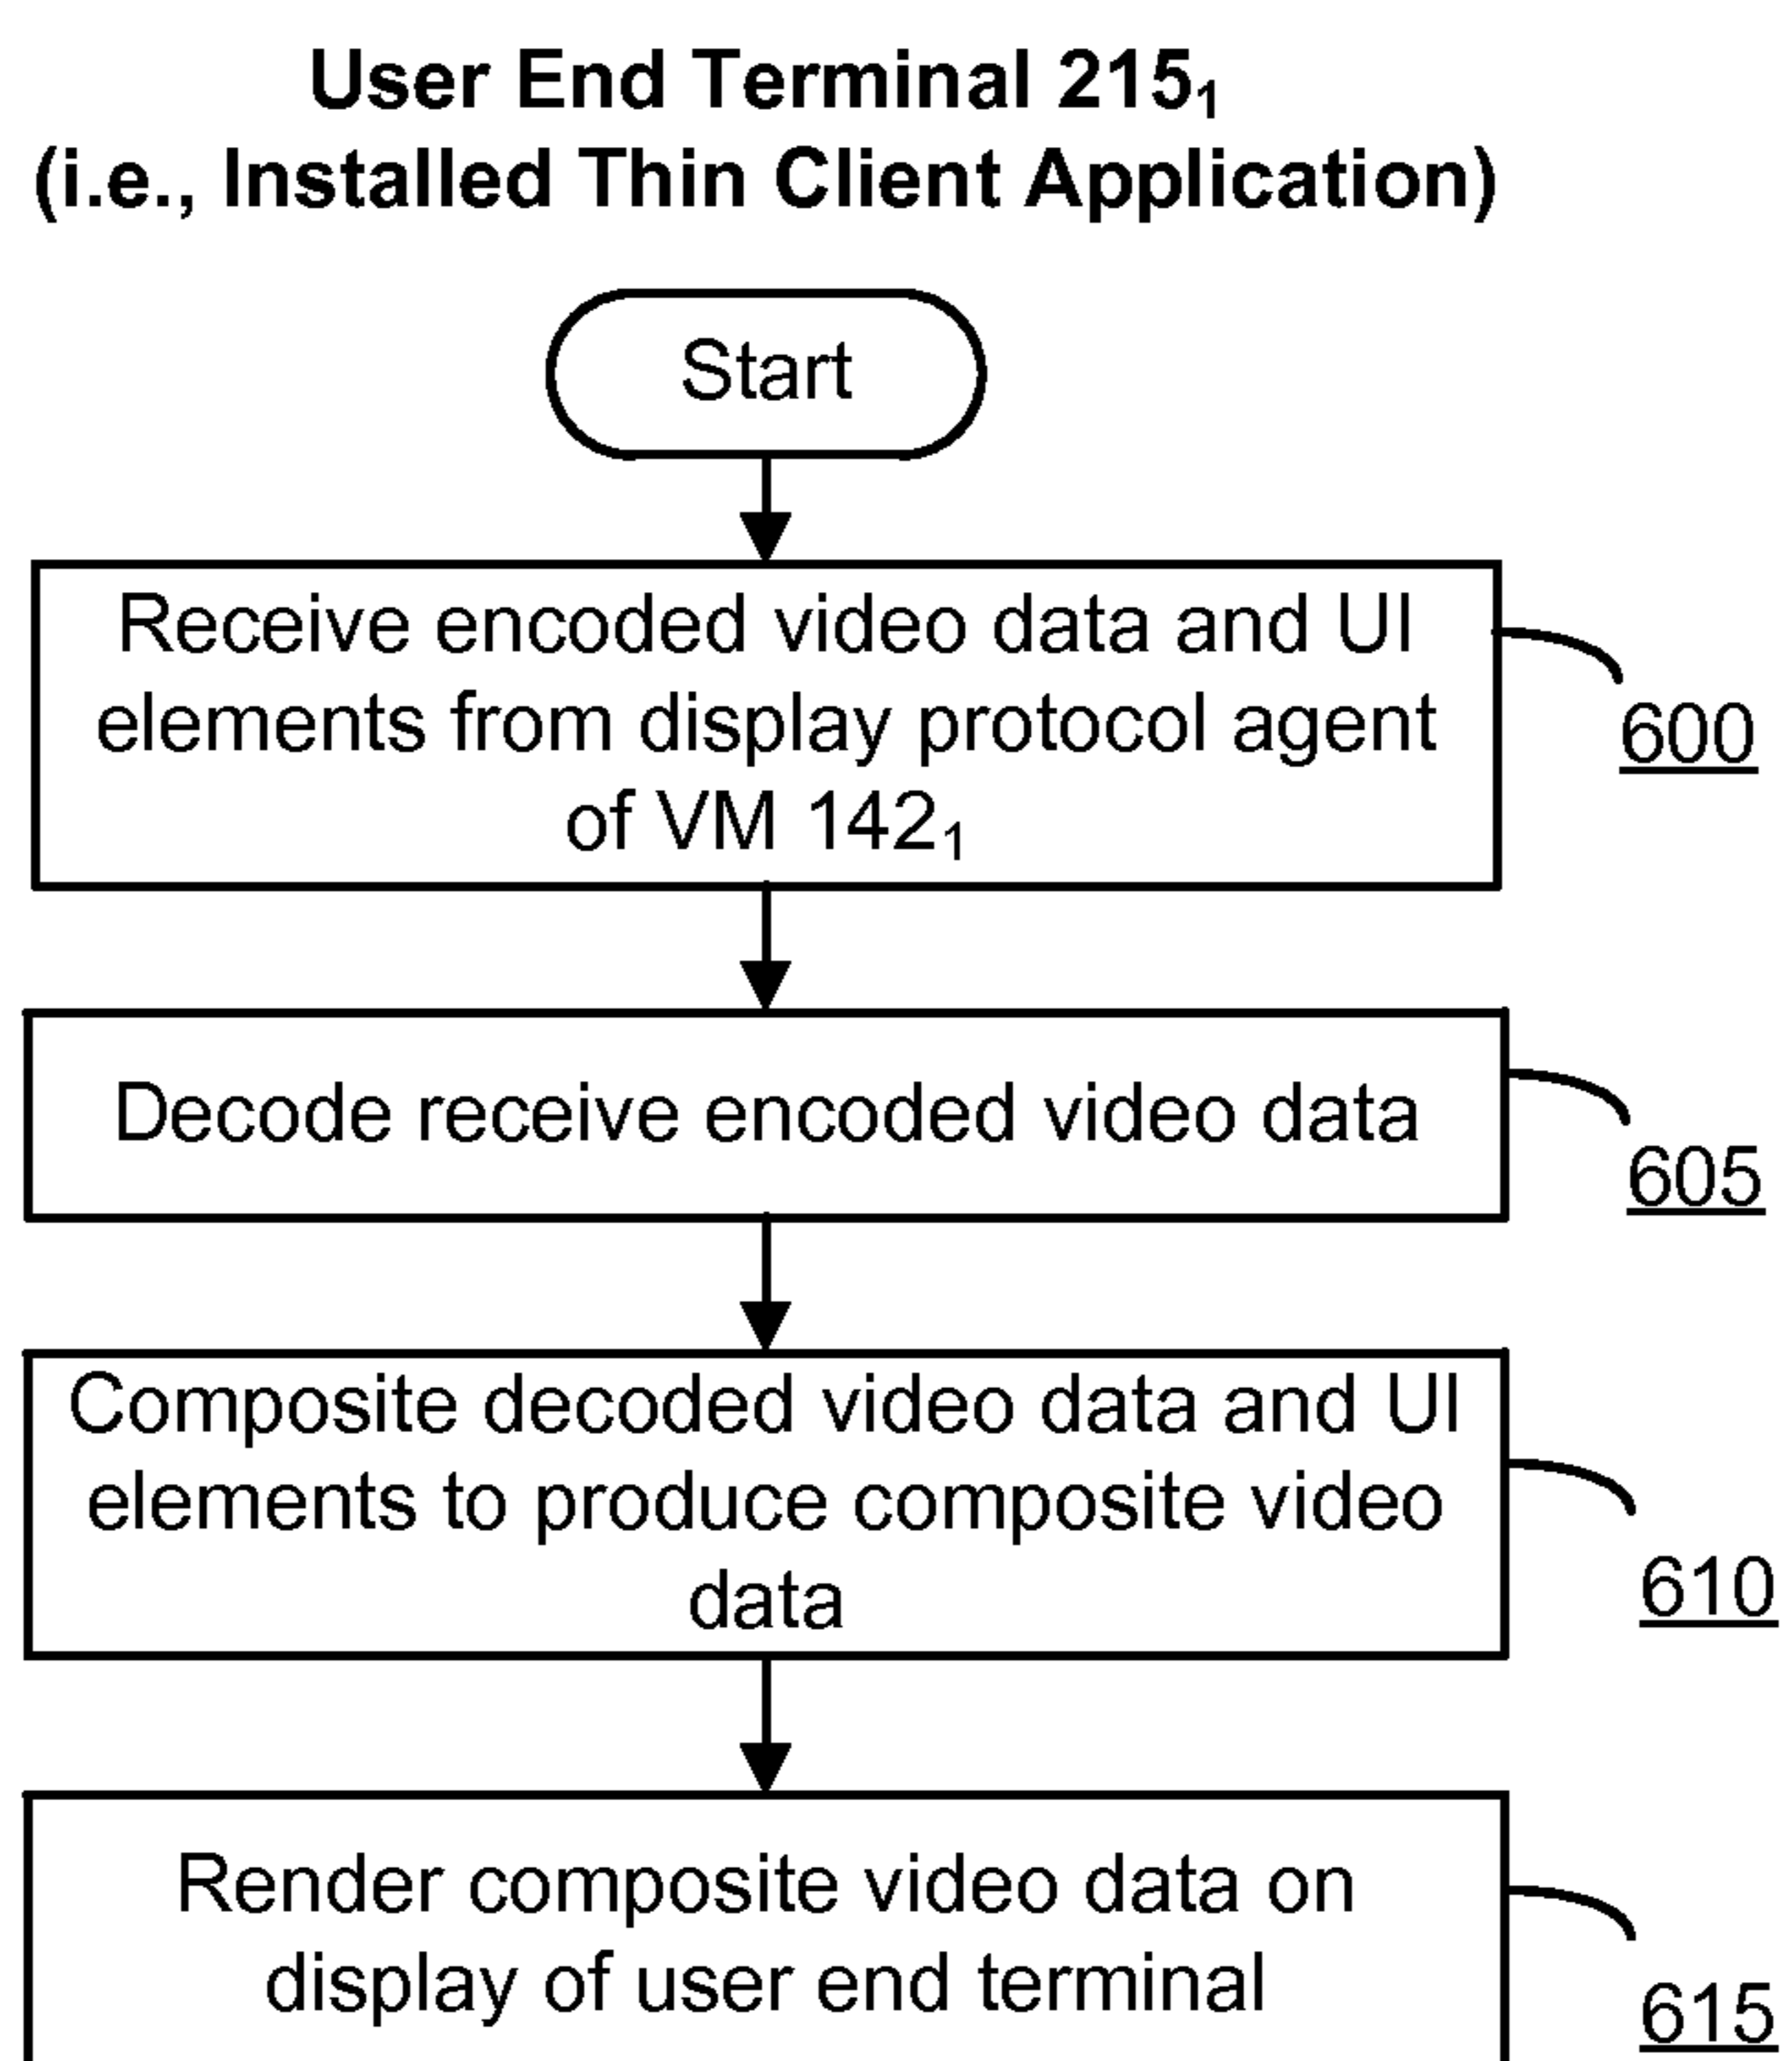 User End Terminal 215₁
(i.e., Installed Thin Client Application)
Start
Receive encoded video data and UI
elements from display protocol agent
of VM 142₁
600
Decode receive encoded video data
605
Composite decoded video data and UI
elements to produce composite video
data
610
Render composite video data on
display of user end terminal
615